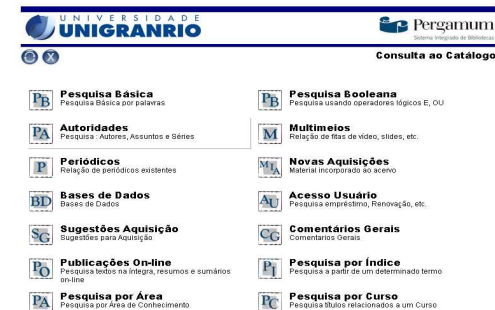 UNIVERSIDADE
UNIGRANRIO
Pergamum
Sistema Integrado de Bibliotecas
X
Consulta ao Catálogo
PB Pesquisa Básica
Pesquisa Básica por palavras
PB Pesquisa Booleana
Pesquisa usando operadores lógicos E, OU
PA Autoridades
Pesquisa : Autores, Assuntos e Séries
M Multimeios
Relação de fitas de vídeo, slides, etc.
P Periódicos
Relação de periódicos existentes
MIA Novas Aquisições
Material incorporado ao acervo
BD Bases de Dados
Bases de Dados
AU Acesso Usuário
Pesquisa empréstimo, Renovação, etc.
SG Sugestões Aquisição
Sugestões para Aquisição
CG Comentários Gerais
Comentarios Gerais
PO Publicações On-line
Pesquisa textos na íntegra, resumos e sumários
on-line
PI Pesquisa por Índice
Pesquisa a partir de um determinado termo
PA Pesquisa por Área
Pesquisa por Área de Conhecimento
PC Pesquisa por Curso
Pesquisa títulos relacionados a um Curso